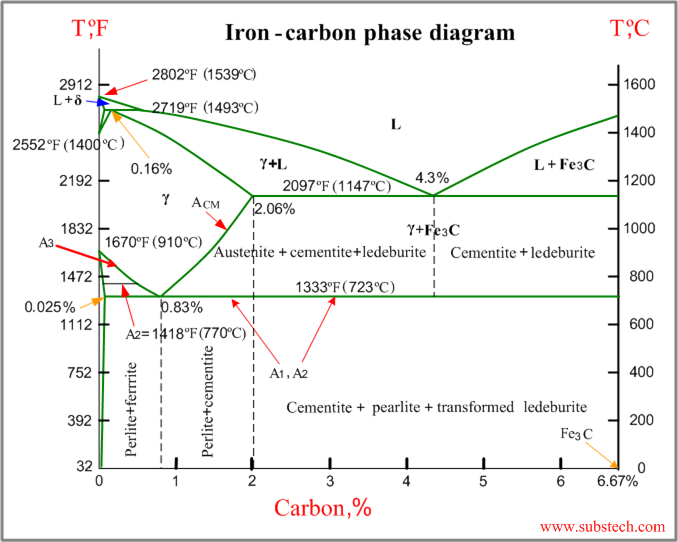 T,ºF
Iron-carbon phase diagram
T,ºC
2912
2802ºF (1539ºC)
1600
L+δ
2719ºF (1493ºC)
L
1400
2552ºF (1400ºC)
0.16%
γ+L
4.3%
L + Fe3C
1200
2192
2097ºF (1147ºC)
γ
ACM
2.06%
1000
1832
γ+Fe3C
A3
1670ºF (910ºC)
Austenite + cementite+ledeburite
Cementite + ledeburite
1472
800
1333ºF (723ºC)
0.025%
0.83%
1112
A2=1418ºF(770ºC)
600
A1, A2
752
400
Perlite+ferrrite
Perlite+cementite
Cementite + pearlite + transformed ledeburite
392
200
Fe3C
32
0
0
1
2
3
4
5
6
6.67%
Carbon,%
www.substech.com